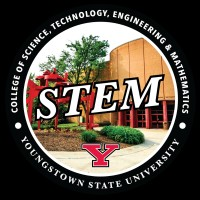 COLLEGE OF SCIENCE, TECHNOLOGY, ENGINEERING & MATHEMATICS
STEM
Y
• YOUNGSTOWN STATE UNIVERSITY •